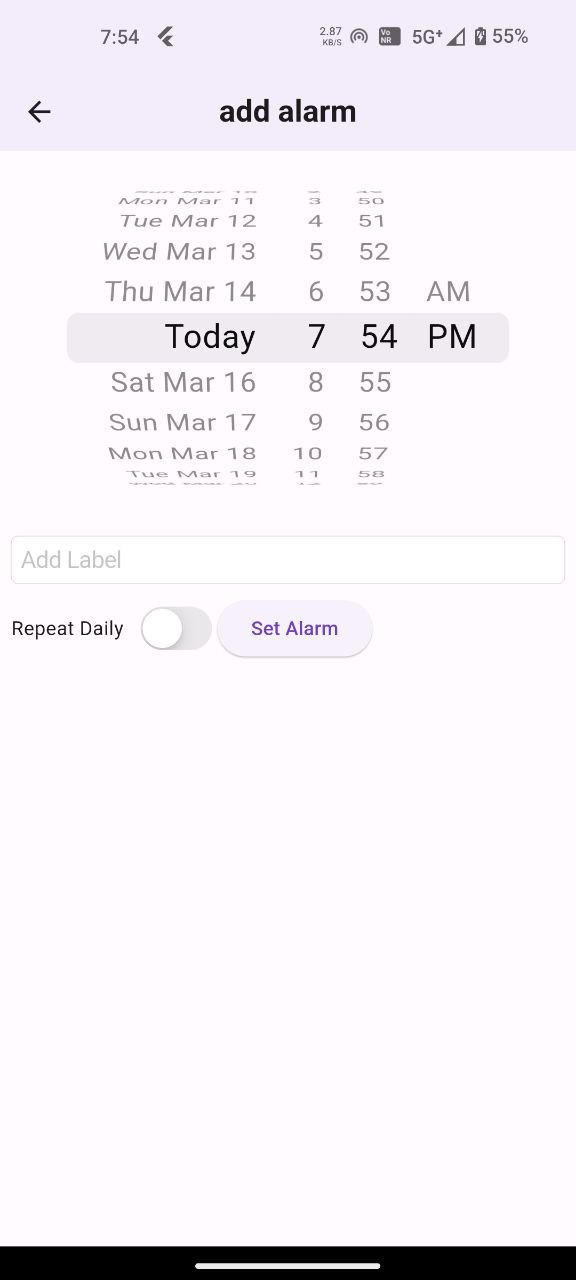 7:54 2.87 KB/S Vo NR 5G+ 55%
add alarm
Mon Mar 11 3 50
Tue Mar 12 4 51
Wed Mar 13 5 52
Thu Mar 14 6 53 AM
Today 7 54 PM
Sat Mar 16 8 55
Sun Mar 17 9 56
Mon Mar 18 10 57
Tue Mar 19 11 58
Add Label
Repeat Daily Set Alarm